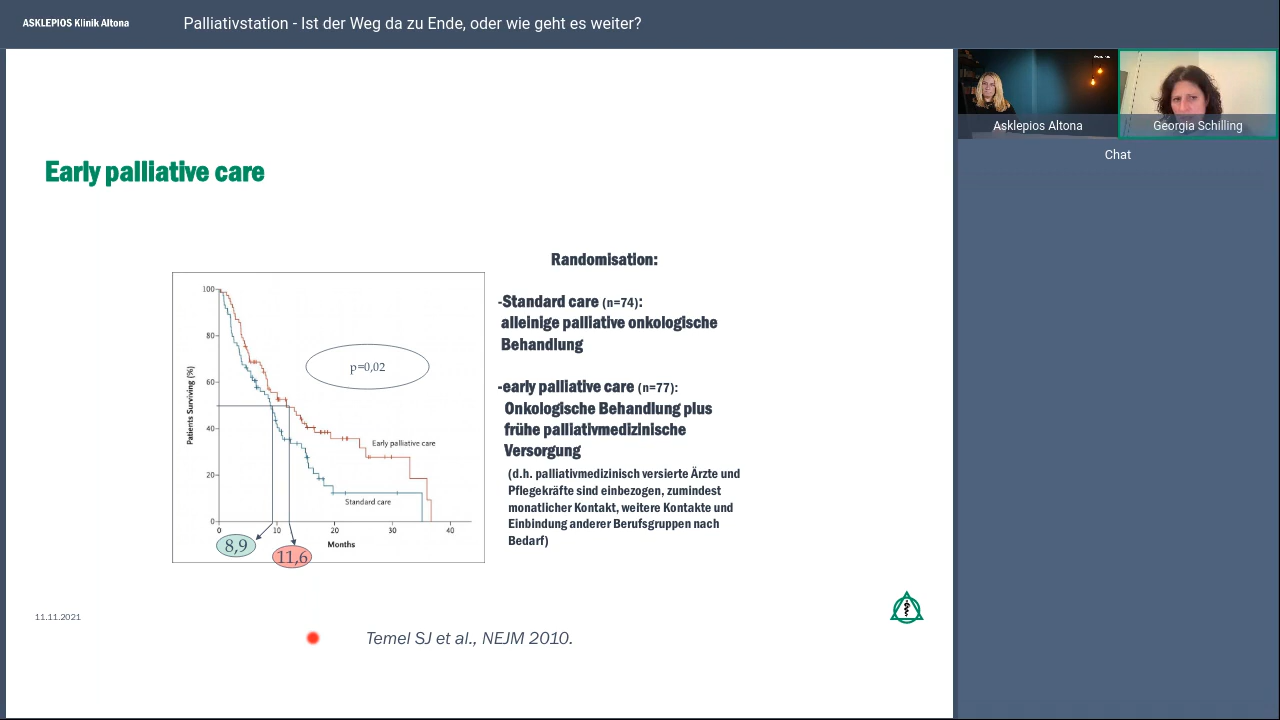 ASKLEPIOS Klinik Altona
Palliativstation - Ist der Weg da zu Ende, oder wie geht es weiter?
Asklepios Altona
Georgia Schilling
Chat
Early palliative care
Randomisation:
-Standard care (n=74):
alleinige palliative onkologische
Behandlung
-early palliative care (n=77):
Onkologische Behandlung plus
frühe palliativmedizinische
Versorgung
(d.h. palliativmedizinisch versierte Ärzte und
Pflegekräfte sind einbezogen, zumindest
monatlicher Kontakt, weitere Kontakte und
Einbindung anderer Berufsgruppen nach
Bedarf)
Patients Surviving (%)
100
80
60
40
20
0
p=0,02
Early palliative care
Standard care
0 10 20 30 40
Months
8,9
11,6
11.11.2021
Temel SJ et al., NEJM 2010.